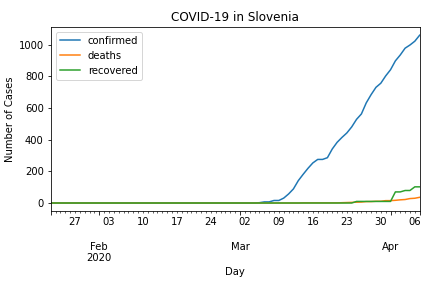 COVID-19 in Slovenia
confirmed
deaths
recovered
Number of Cases
1000
800
600
400
200
0
27 03 10 17 24 02 09 16 23 30 06
Feb Mar Apr
2020
Day